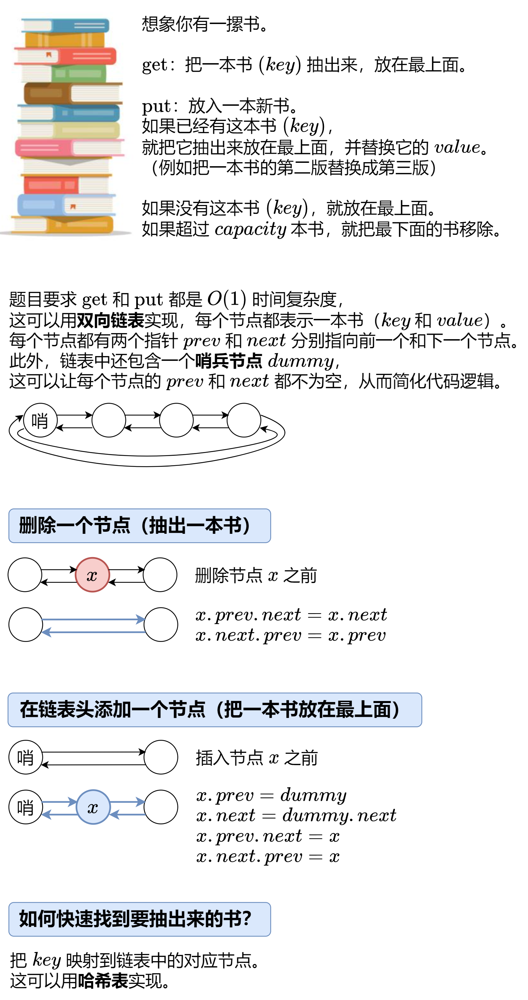 想象你有一摞书。
get：把一本书 (key) 抽出来，放在最上面。
put：放入一本新书。
如果已经有这本书 (key)，
就把它抽出来放在最上面，并替换它的 value。
（例如把一本书的第二版替换成第三版）
如果没有这本书 (key)，就放在最上面。
如果超过 capacity 本书，就把最下面的书移除。
题目要求 get 和 put 都是 O(1) 时间复杂度，
这可以用双向链表实现，每个节点都表示一本书（key 和 value）。
每个节点都有两个指针 prev 和 next 分别指向前一个和下一个节点。
此外，链表中还包含一个哨兵节点 dummy，
这可以让每个节点的 prev 和 next 都不为空，从而简化代码逻辑。
哨
删除一个节点（抽出一本书）
x
删除节点 x 之前
x.prev.next = x.next
x.next.prev = x.prev
在链表头添加一个节点（把一本书放在最上面）
哨
插入节点 x 之前
哨
x
x.prev = dummy
x.next = dummy.next
x.prev.next = x
x.next.prev = x
如何快速找到要抽出来的书？
把 key 映射到链表中的对应节点。
这可以用哈希表实现。